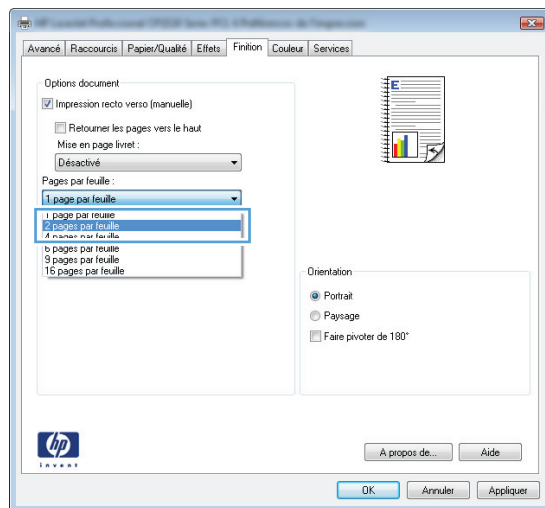 Avancé Raccourcis Papier/Qualité Effets Finition Couleur Services
Options document
Impression recto verso (manuelle)
Retourner les pages vers le haut
Mise en page livret :
Désactivé
Pages par feuille :
1 page par feuille
1 page par feuille
2 pages par feuille
4 pages par feuille
6 pages par feuille
9 pages par feuille
16 pages par feuille
E
Orientation
Portrait
Paysage
Faire pivoter de 180°
hp
invent
A propos de... Aide
OK Annuler Appliquer